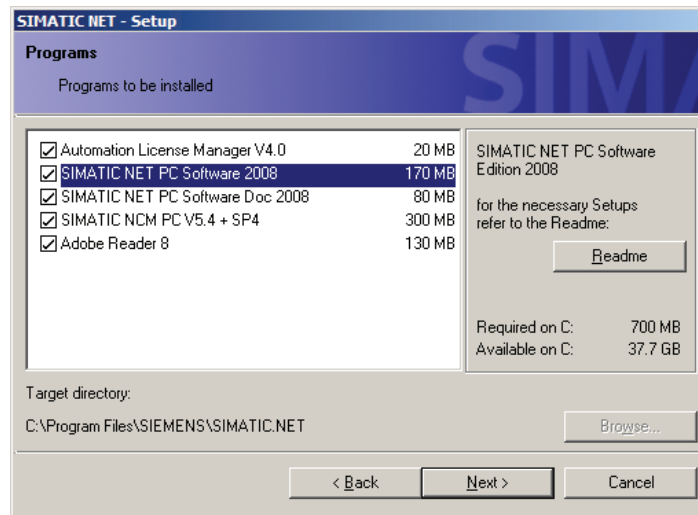 SIMATIC NET - Setup
Programs
Programs to be installed
SIMA
Automation License Manager V4.0 20 MB
SIMATIC NET PC Software 2008 170 MB
SIMATIC NET PC Software Doc 2008 80 MB
SIMATIC NCM PC V5.4 + SP4 300 MB
Adobe Reader 8 130 MB
SIMATIC NET PC Software
Edition 2008
for the necessary Setups
refer to the Readme:
Readme
Required on C: 700 MB
Available on C: 37.7 GB
Target directory:
C:\Program Files\SIEMENS\SIMATIC.NET
Browse...
< Back Next > Cancel